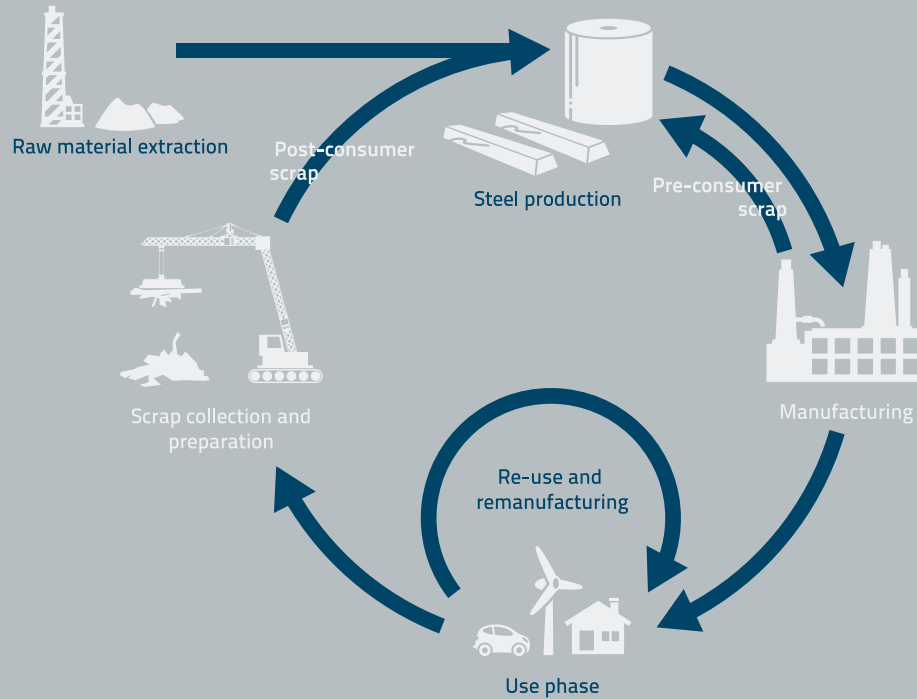 Raw material extraction
Post-consumer
scrap
Steel production
Pre-consumer
scrap
Scrap collection and
preparation
Manufacturing
Re-use and
remanufacturing
Use phase